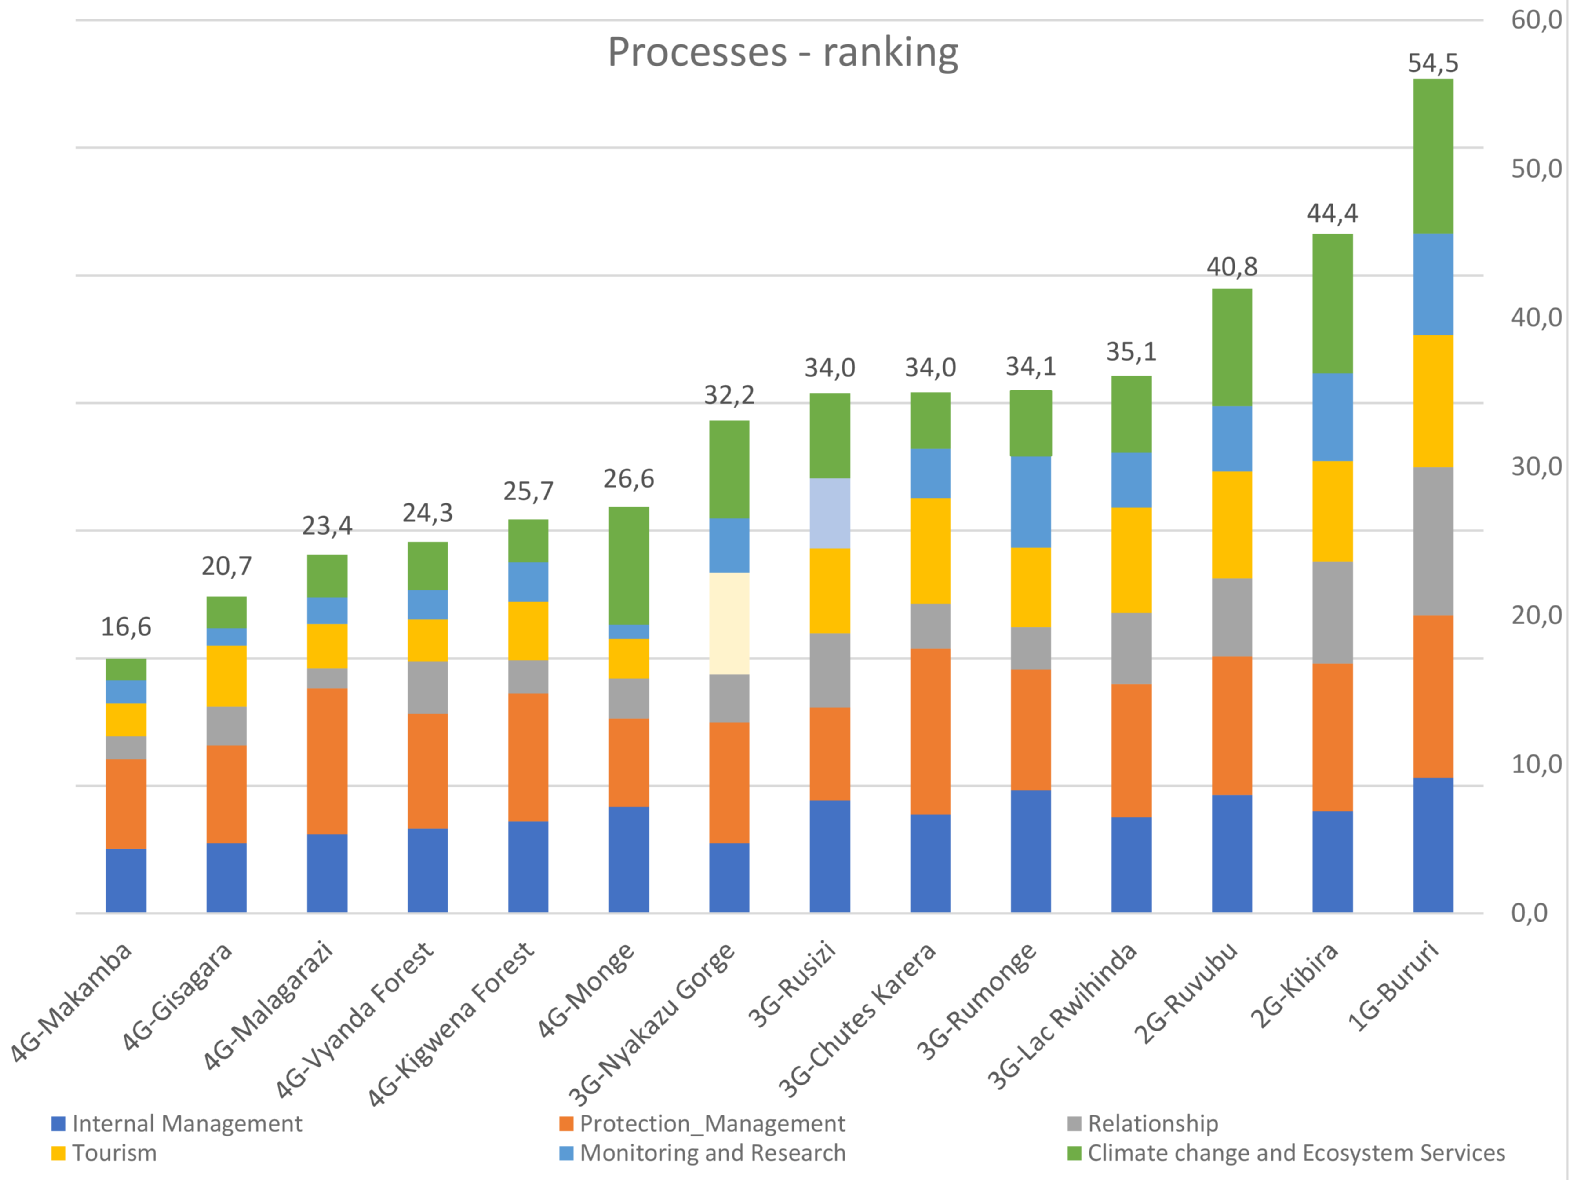 Processes - ranking
60,0
50,0
40,0
30,0
20,0
10,0
0,0
16,6
20,7
23,4
24,3
25,7
26,6
32,2
34,0
34,0
34,1
35,1
40,8
44,4
54,5
4G-Makamba
4G-Gisagara
4G-Malagarazi
4G-Vyanda Forest
4G-Kigwena Forest
4G-Monge
3G-Nyakazu Gorge
3G-Rusizi
3G-Chutes Karera
3G-Rumonge
3G-Lac Rwihinda
2G-Ruvubu
2G-Kibira
1G-Bururi
Internal Management
Protection_Management
Relationship
Tourism
Monitoring and Research
Climate change and Ecosystem Services